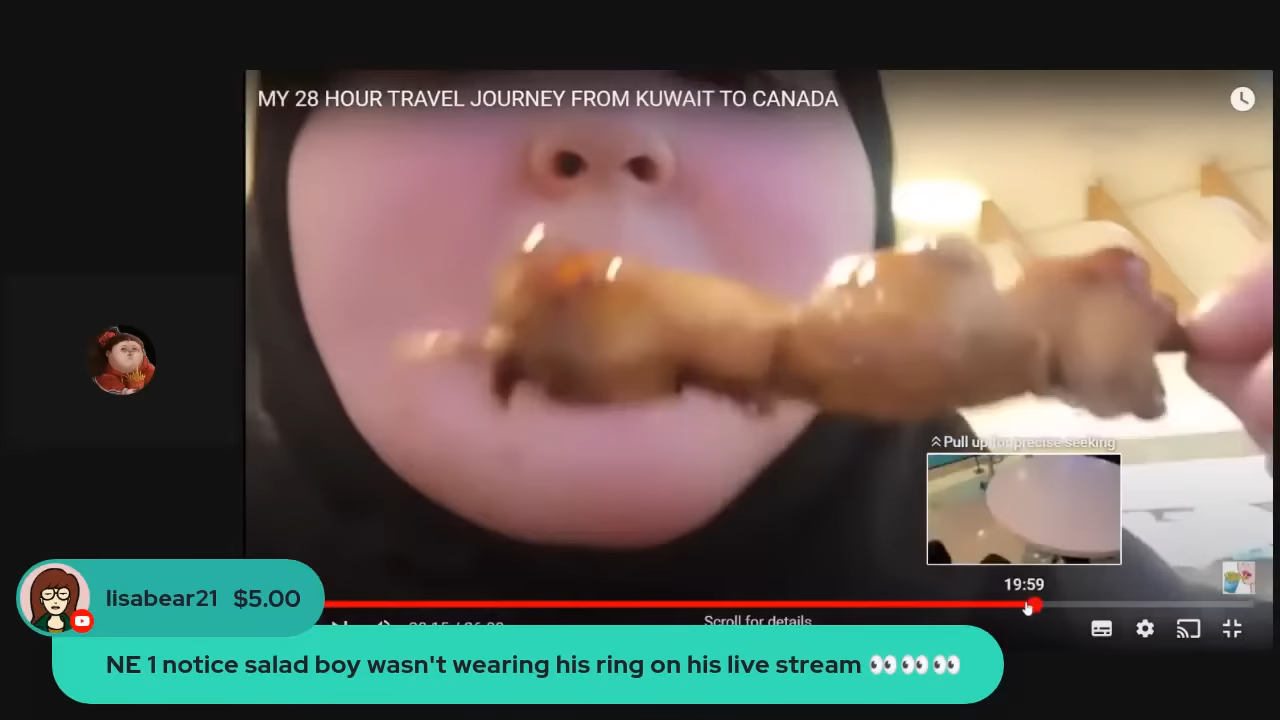 MY 28 HOUR TRAVEL JOURNEY FROM KUWAIT TO CANADA
Pull up for precise seeking
19:59
Scroll for details
lisabear21 $5.00
NE 1 notice salad boy wasn't wearing his ring on his live stream 👀👀👀👀